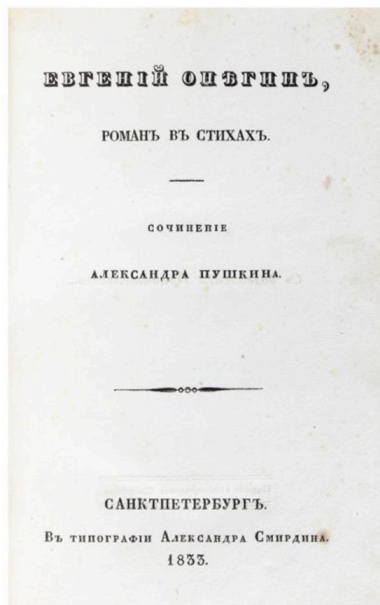 ЕВГЕНІЙ ОНѢГИНЪ,
РОМАНЪ ВЪ СТИХАХЪ.
СОЧИНЕНІЕ
АЛЕКСАНДРА ПУШКИНА.
САНКТПЕТЕРБУРГЪ.
Въ типографіи Александра Смирдина.
1833.